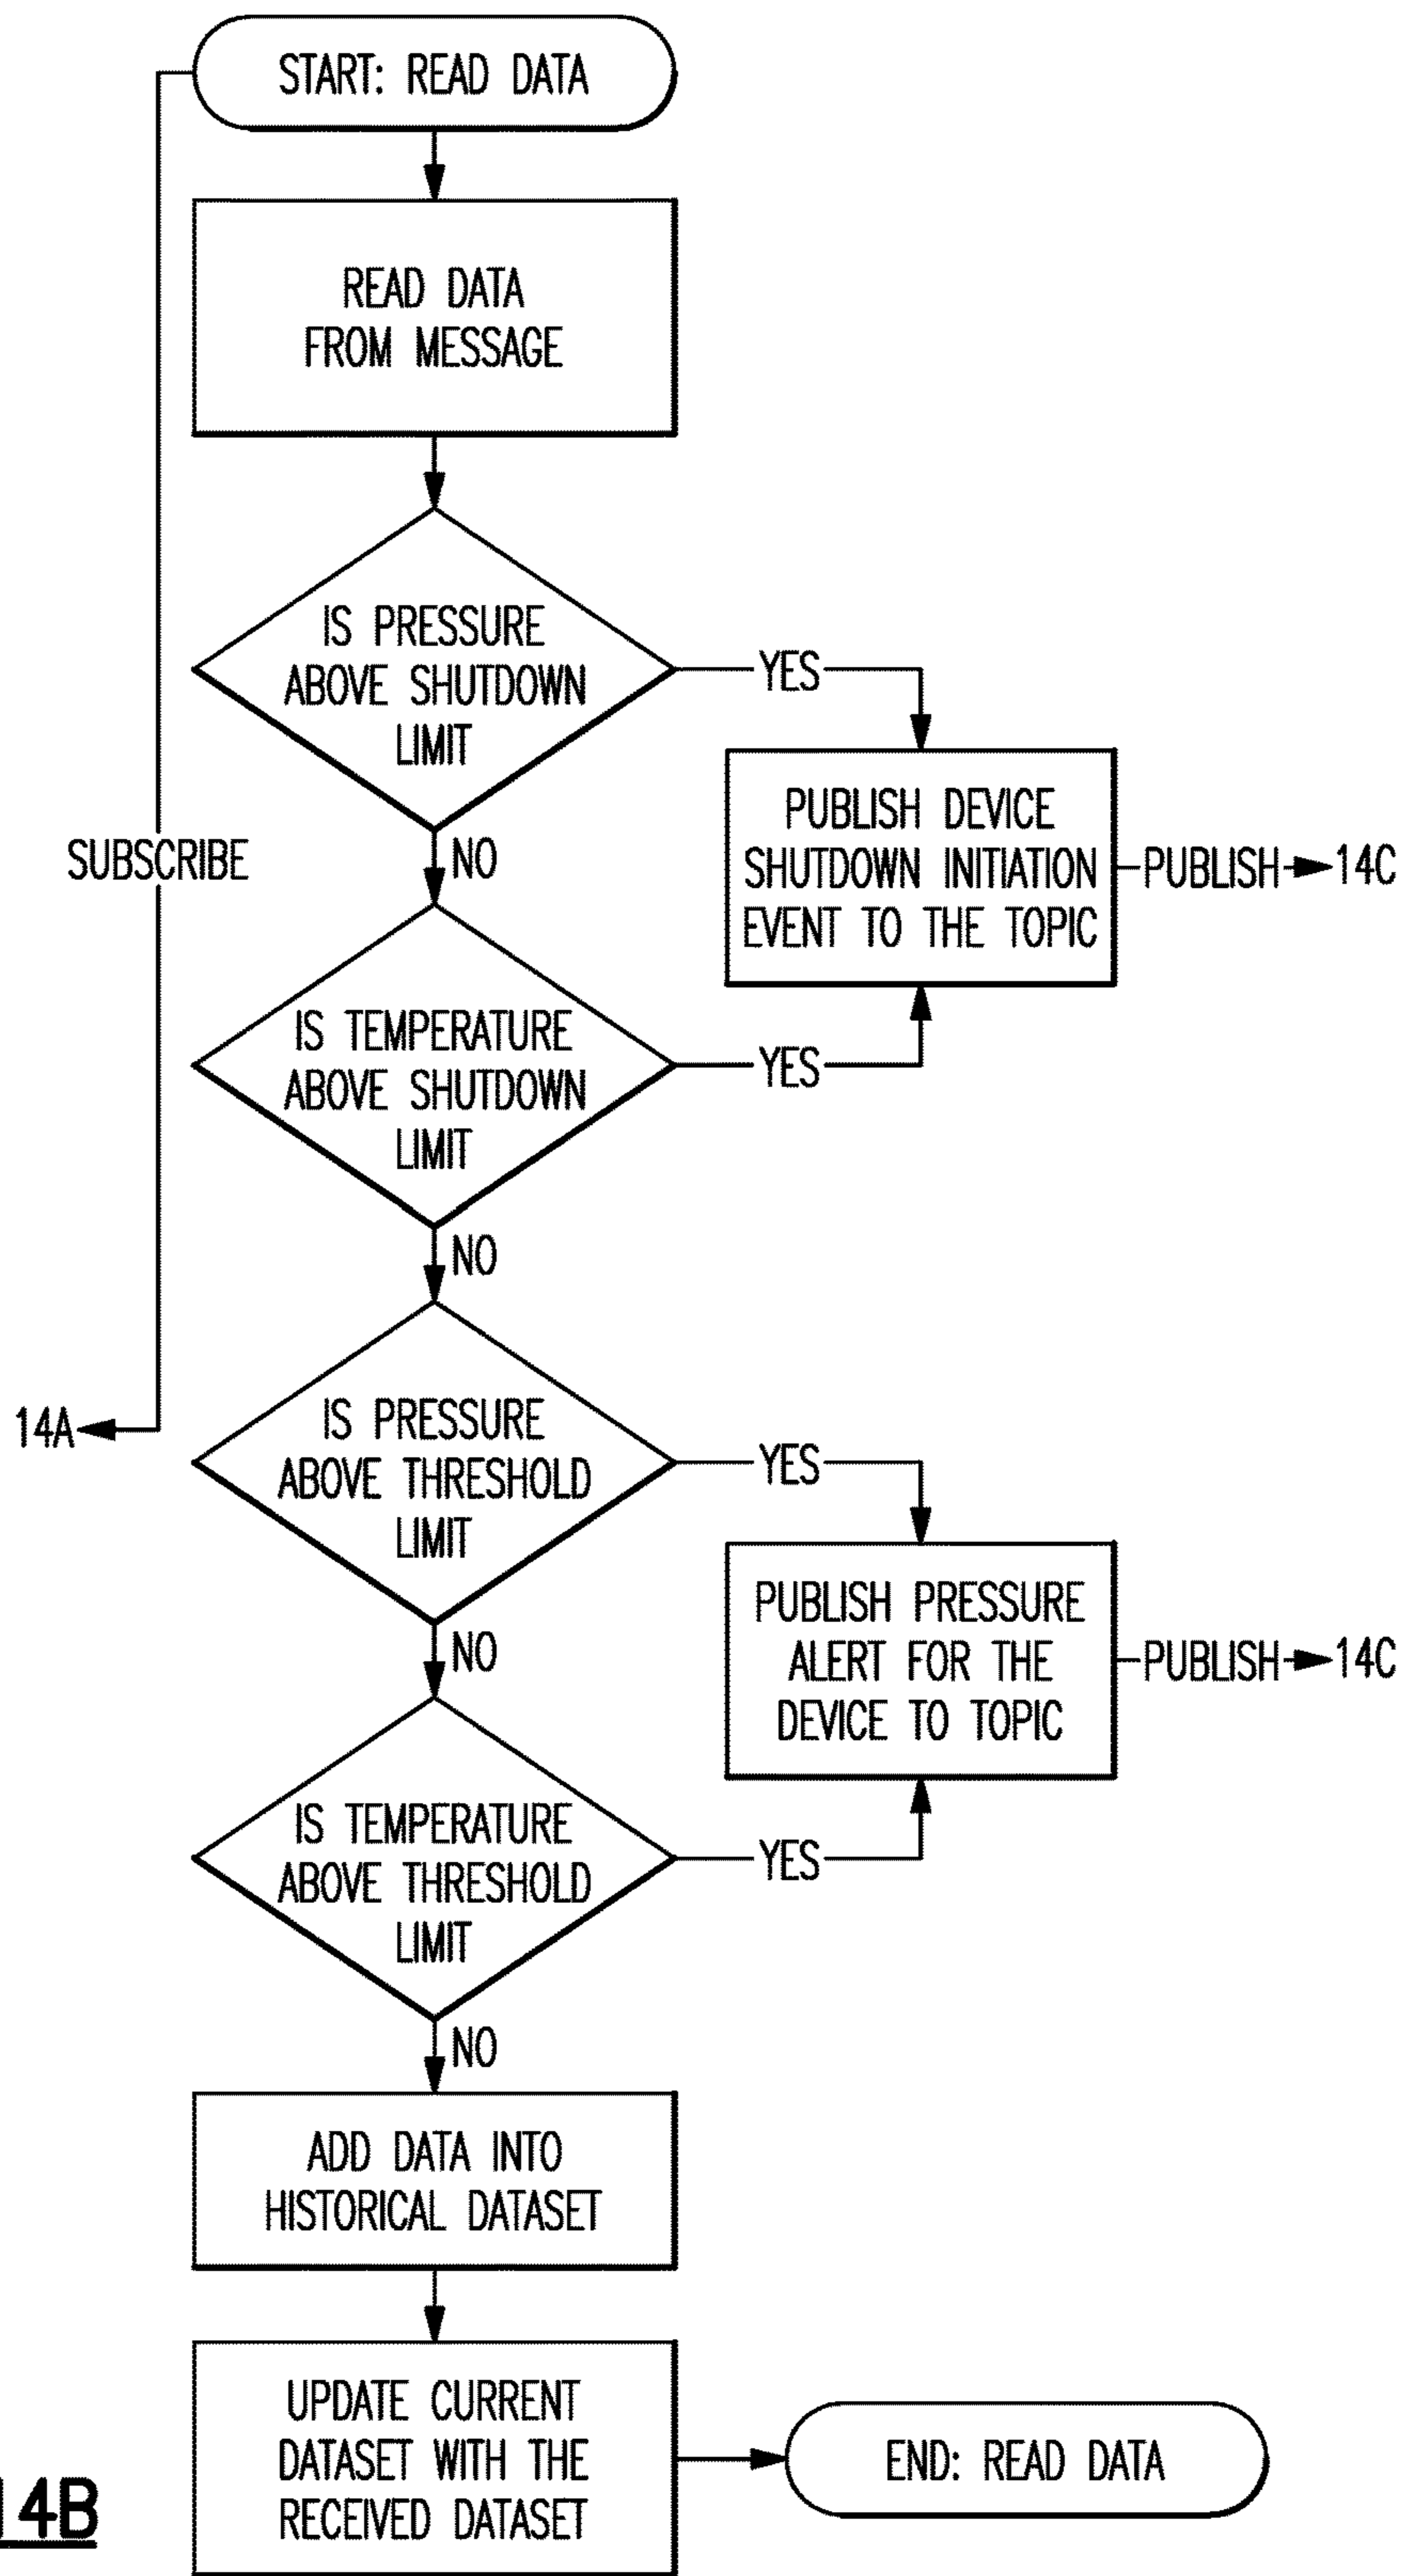 START: READ DATA
READ DATA
FROM MESSAGE
IS PRESSURE
ABOVE SHUTDOWN
LIMIT
YES
PUBLISH DEVICE
SHUTDOWN INITIATION
EVENT TO THE TOPIC
PUBLISH
14C
SUBSCRIBE
NO
IS TEMPERATURE
ABOVE SHUTDOWN
LIMIT
YES
NO
14A
IS PRESSURE
ABOVE THRESHOLD
LIMIT
YES
PUBLISH PRESSURE
ALERT FOR THE
DEVICE TO TOPIC
PUBLISH
14C
NO
IS TEMPERATURE
ABOVE THRESHOLD
LIMIT
YES
NO
ADD DATA INTO
HISTORICAL DATASET
UPDATE CURRENT
DATASET WITH THE
RECEIVED DATASET
END: READ DATA
14B